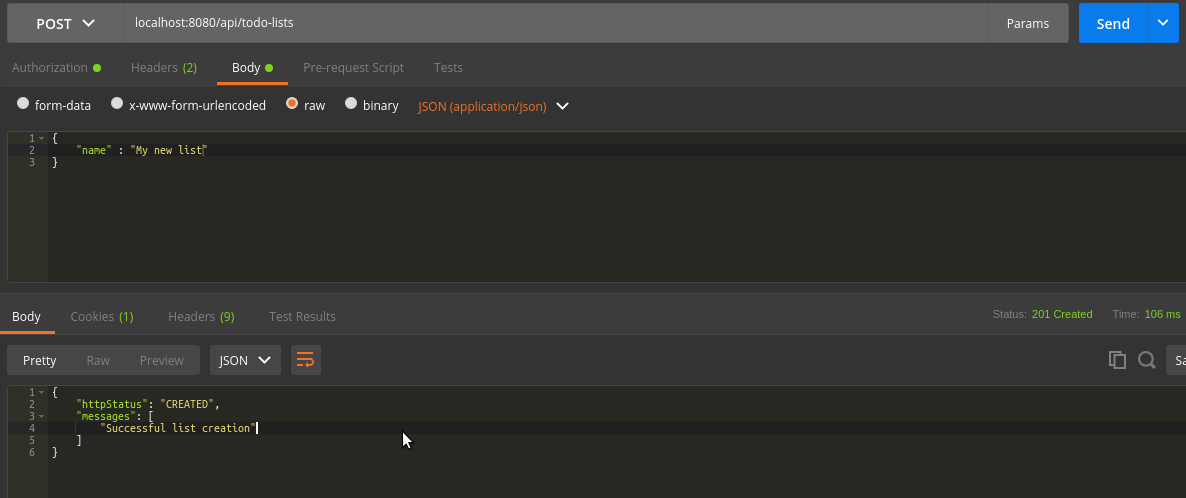 POST localhost:8080/api/todo-lists Params Send
Authorization Headers (2) Body Pre-request Script Tests
form-data x-www-form-urlencoded raw binary JSON (application/json)
1 {
2 "name" : "My new list"
3 }
Body Cookies (1) Headers (9) Test Results Status: 201 Created Time: 106 ms
Pretty Raw Preview JSON Sa
1 {
2 "httpStatus": "CREATED",
3 "messages": [
4 "Successful list creation"
5 ]
6 }